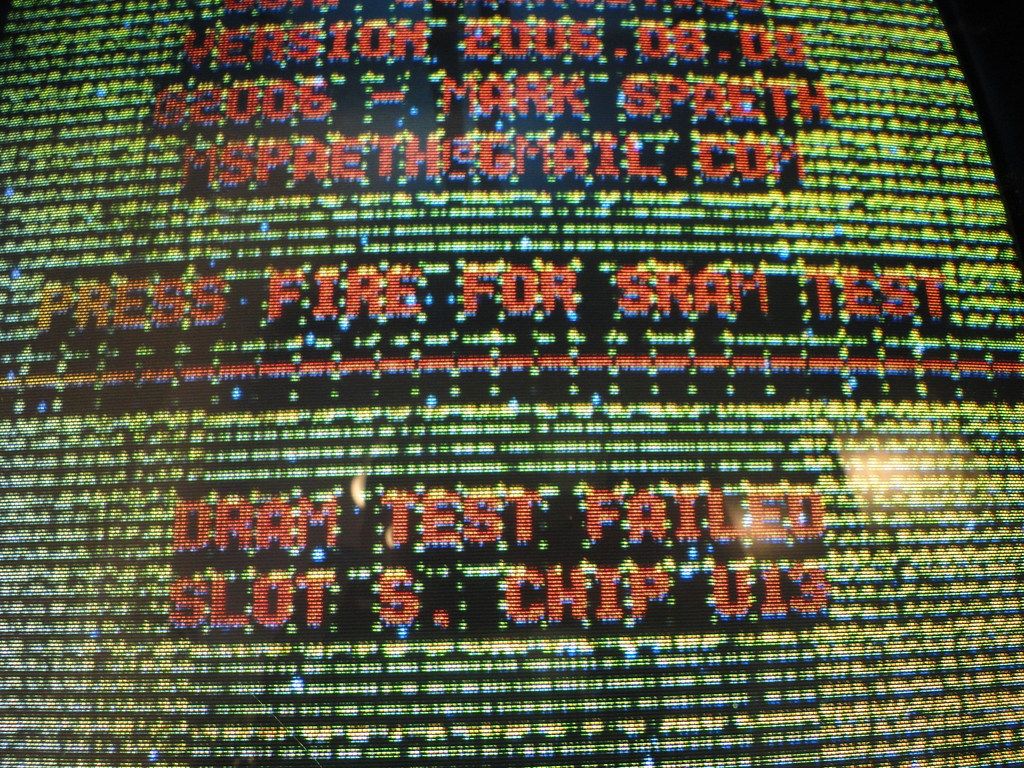 VERSION 2006.08.08
©2006 - MARK SPAETH
MSPAETH@GMAIL.COM
PRESS FIRE FOR SRAM TEST
DRAM TEST FAILED
SLOT S, CHIP U13